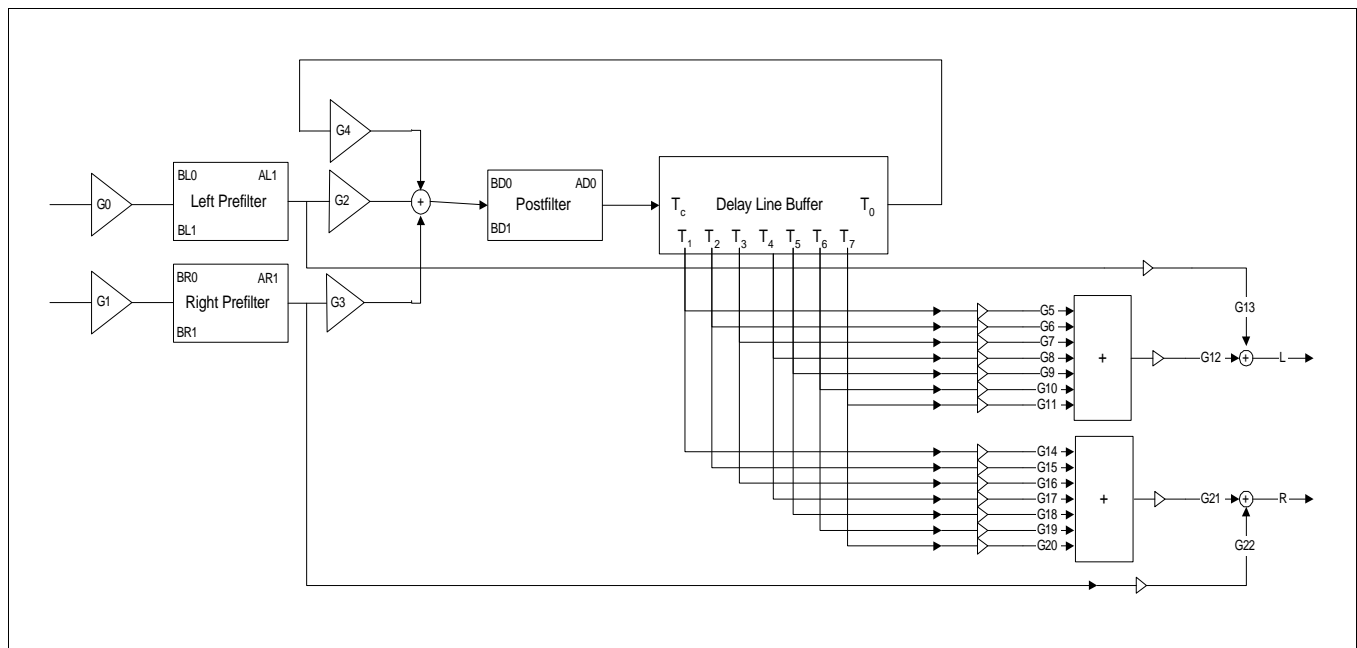 G4
BL0 AL1
G0
Left Prefilter
BL1
G2
+
BD0 AD0
Postfilter
BD1
Tc Delay Line Buffer T0
T1 T2 T3 T4 T5 T6 T7
G1
BR0 AR1
Right Prefilter
BR1
G3
G13
G5
G6
G7
G8
G9
G10
G11
+
G12
+
L
G14
G15
G16
G17
G18
G19
G20
+
G21
+
R
G22